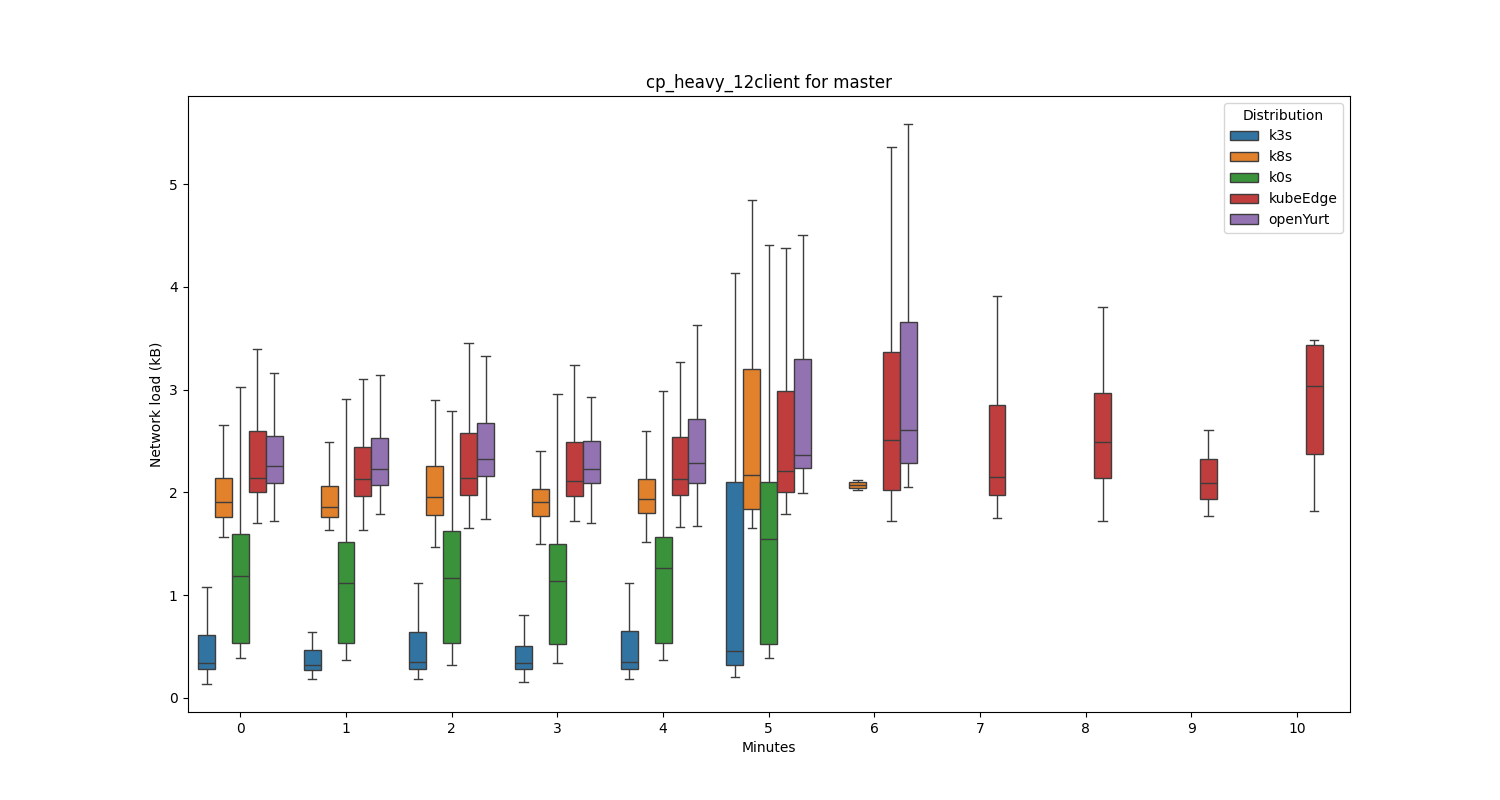 cp_heavy_12client for master
Distribution
k3s
k8s
k0s
kubeEdge
openYurt
Network load (kB)
5
4
3
2
1
0
0 1 2 3 4 5 6 7 8 9 10
Minutes